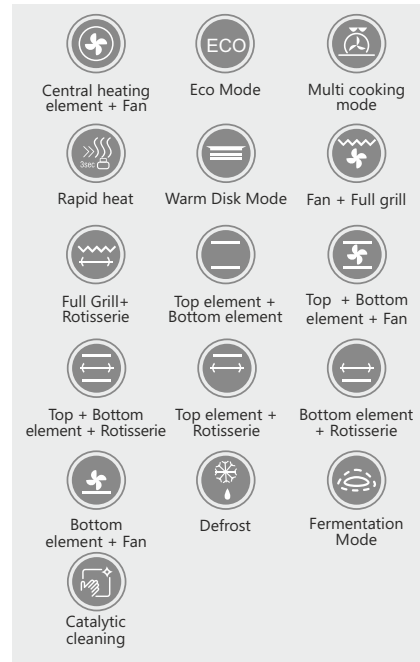 ECO
Central heating
element + Fan
Eco Mode
Multi cooking
mode
3sec
Rapid heat
Warm Disk Mode
Fan + Full grill
Full Grill+
Rotisserie
Top element +
Bottom element
Top + Bottom
element + Fan
Top + Bottom
element + Rotisserie
Top element +
Rotisserie
Bottom element
+ Rotisserie
Bottom
element + Fan
Defrost
Fermentation
Mode
Catalytic
cleaning